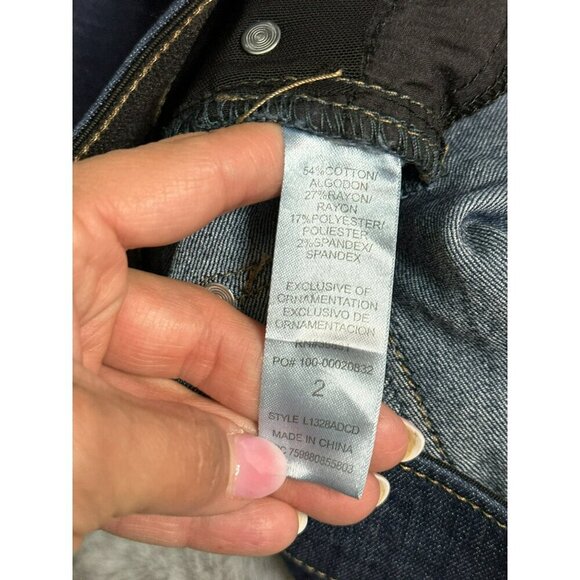 54%COTTON/
ALGODON
27%RAYON/
RAYON
17%POLYESTER/
POLIESTER
2%SPANDEX/
SPANDEX
EXCLUSIVE OF
ORNAMENTATION
EXCLUSIVO DE
ORNAMENTACION
PO# 100-00020832
2
STYLE L1328ADCD
MADE IN CHINA
759880855803